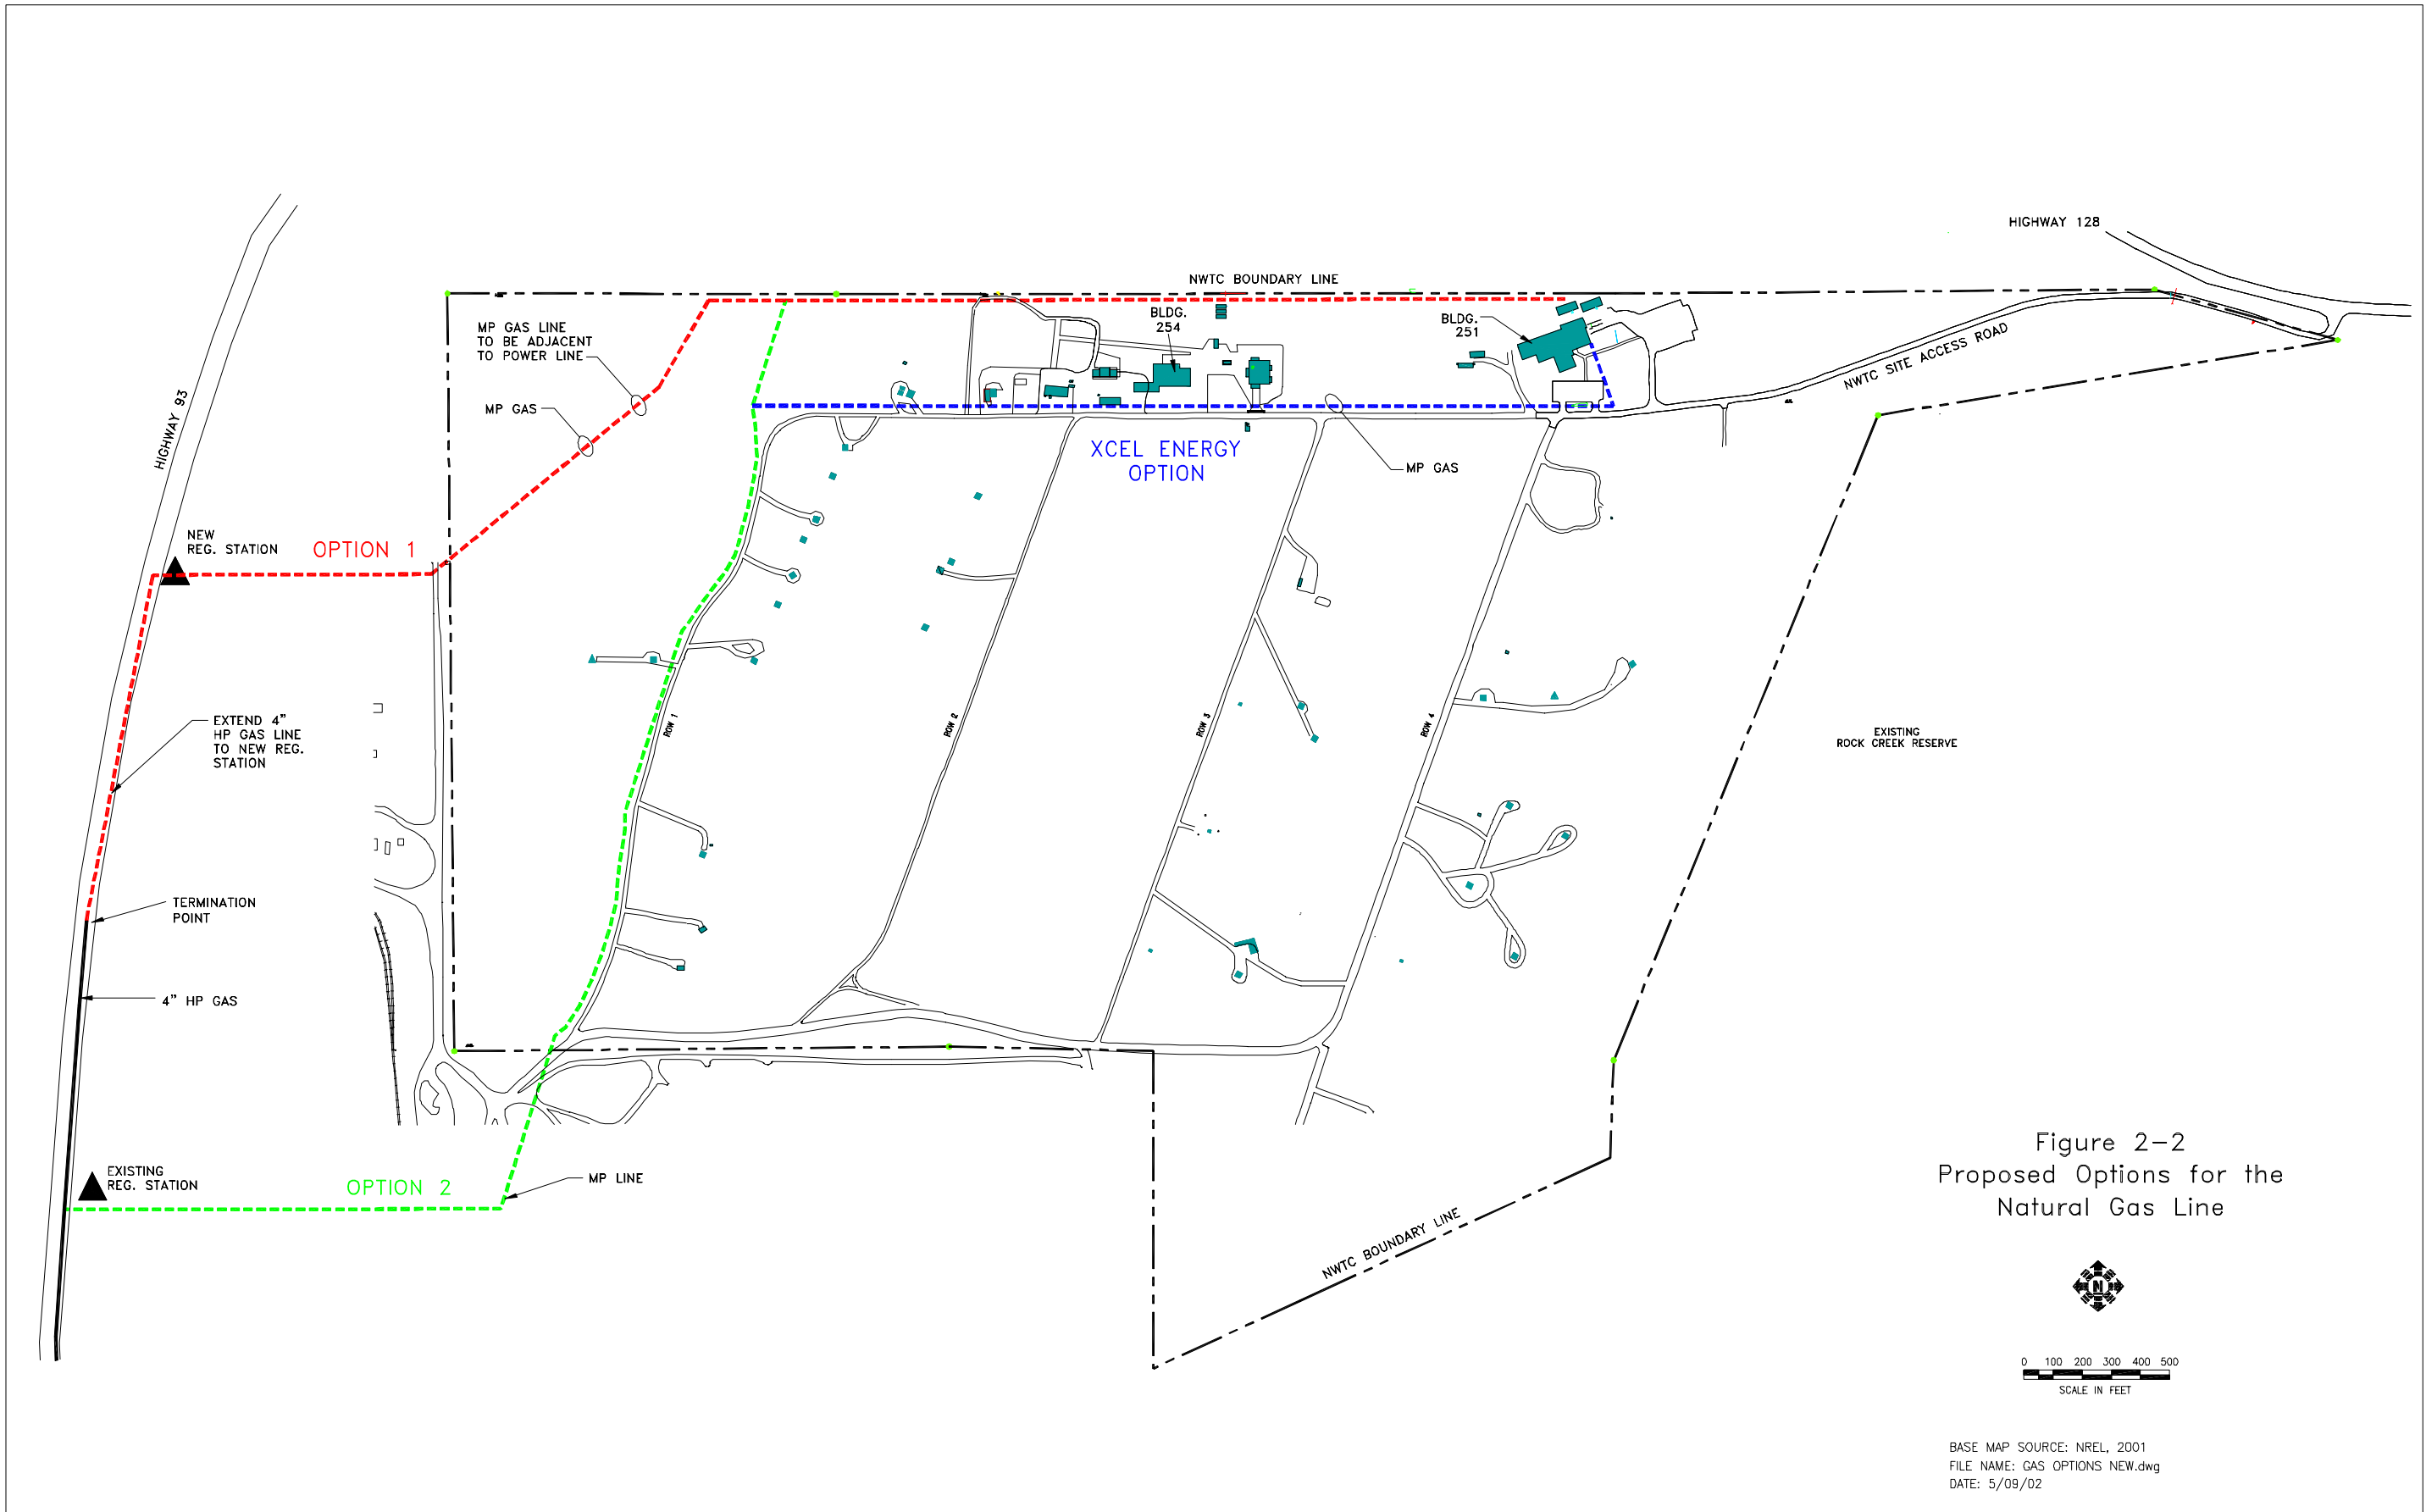 HIGHWAY 128
NWTC BOUNDARY LINE
BLDG.
254
BLDG.
251
MP GAS LINE
TO BE ADJACENT
TO POWER LINE
MP GAS
NWTC SITE ACCESS ROAD
HIGHWAY 93
XCEL ENERGY
OPTION
MP GAS
NEW
REG. STATION
OPTION 1
EXTEND 4"
HP GAS LINE
TO NEW REG.
STATION
ROW 1
ROW 2
ROW 3
ROW 4
EXISTING
ROCK CREEK RESERVE
TERMINATION
POINT
4" HP GAS
EXISTING
REG. STATION
OPTION 2
MP LINE
NWTC BOUNDARY LINE
Figure 2-2
Proposed Options for the
Natural Gas Line
N
0 100 200 300 400 500
SCALE IN FEET
BASE MAP SOURCE: NREL, 2001
FILE NAME: GAS OPTIONS NEW.dwg
DATE: 5/09/02